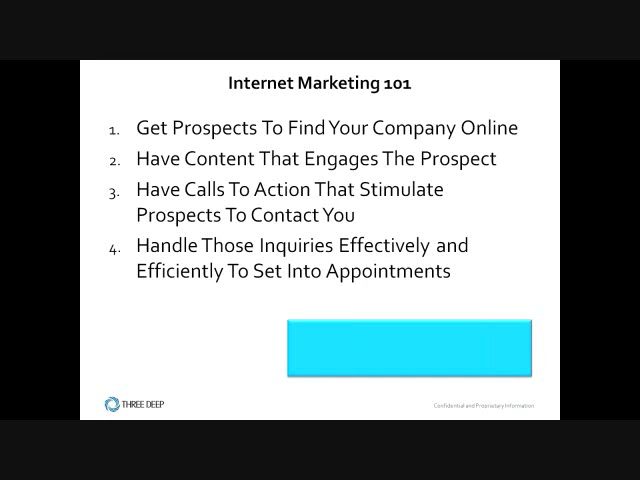 Internet Marketing 101
1. Get Prospects To Find Your Company Online
2. Have Content That Engages The Prospect
3. Have Calls To Action That Stimulate
Prospects To Contact You
4. Handle Those Inquiries Effectively and
Efficiently To Set Into Appointments
THREE DEEP
Confidential and Proprietary Information